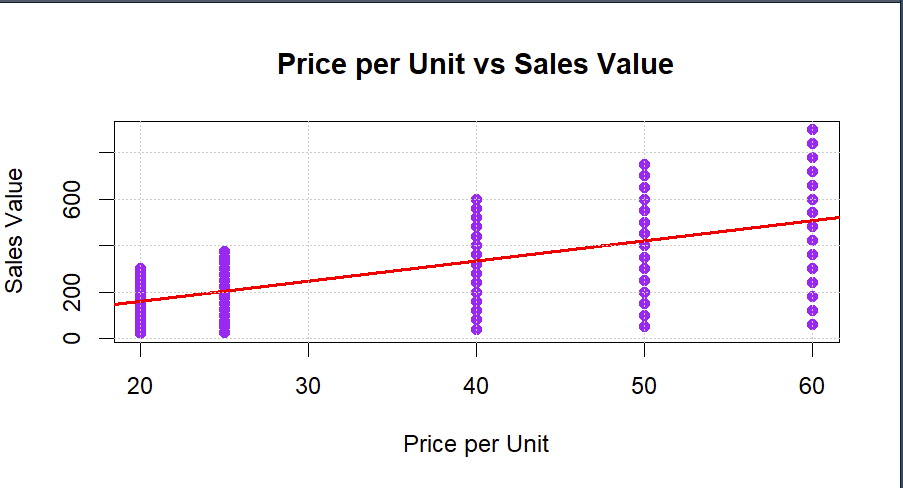 Price per Unit vs Sales Value
Sales Value
600
200
0
20 30 40 50 60
Price per Unit